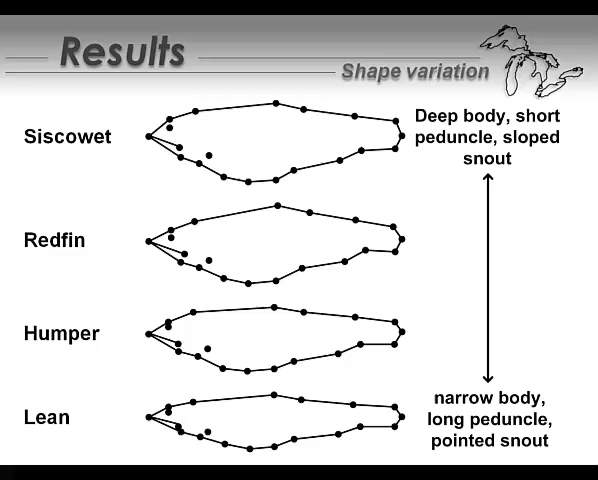 Results
Shape variation
Siscowet
Deep body, short
peduncle, sloped
snout
Redfin
Humper
Lean
narrow body,
long peduncle,
pointed snout